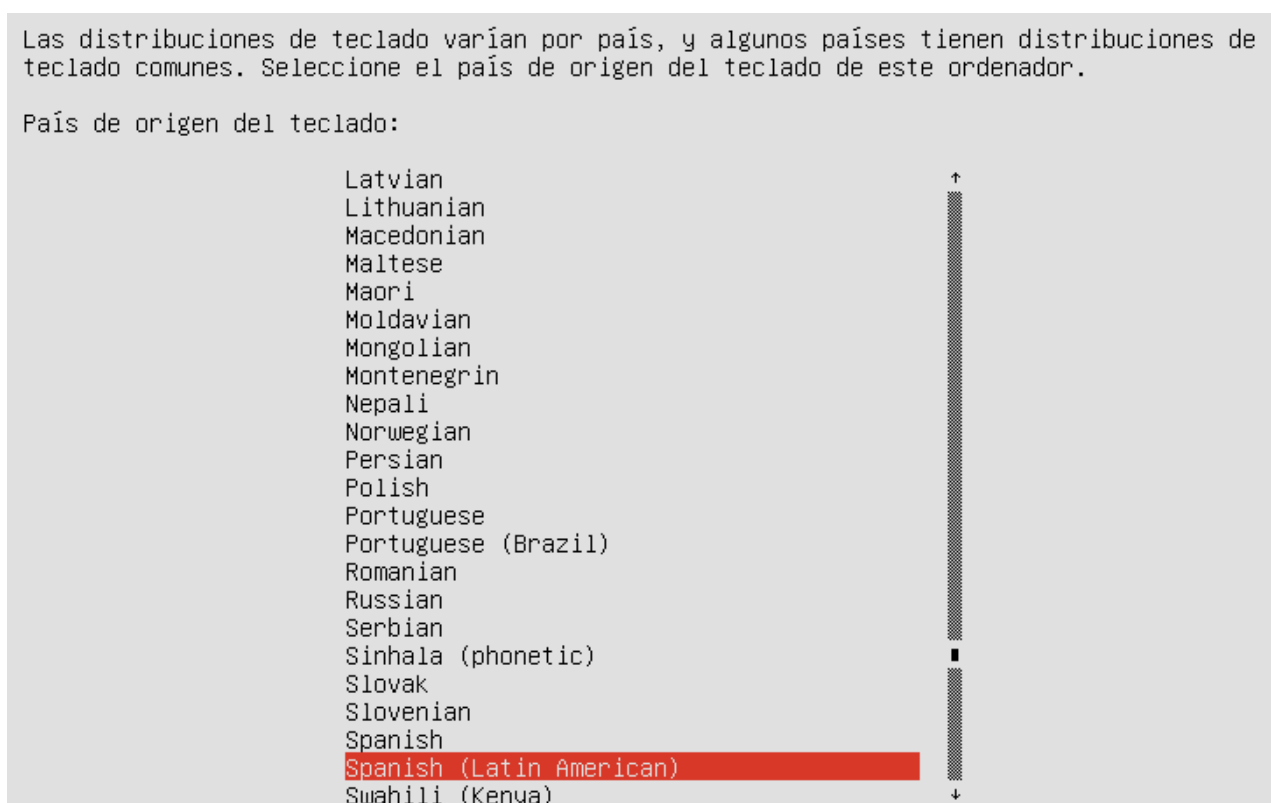 Las distribuciones de teclado varían por país, y algunos países tienen distribuciones de
teclado comunes. Seleccione el país de origen del teclado de este ordenador.
País de origen del teclado:
Latvian
Lithuanian
Macedonian
Maltese
Maori
Moldavian
Mongolian
Montenegrin
Nepali
Norwegian
Persian
Polish
Portuguese
Portuguese (Brazil)
Romanian
Russian
Serbian
Sinhala (phonetic)
Slovak
Slovenian
Spanish
Spanish (Latin American)
Swahili (Kenya)